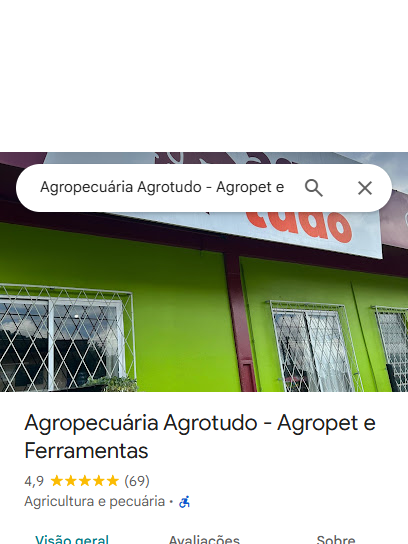 Agropecuária Agrotudo - Agropet e
tudo
Agropecuária Agrotudo - Agropet e
Ferramentas
4,9 ★★★★★ (69)
Agricultura e pecuária ·
Visão geral
Avaliações
Sobre